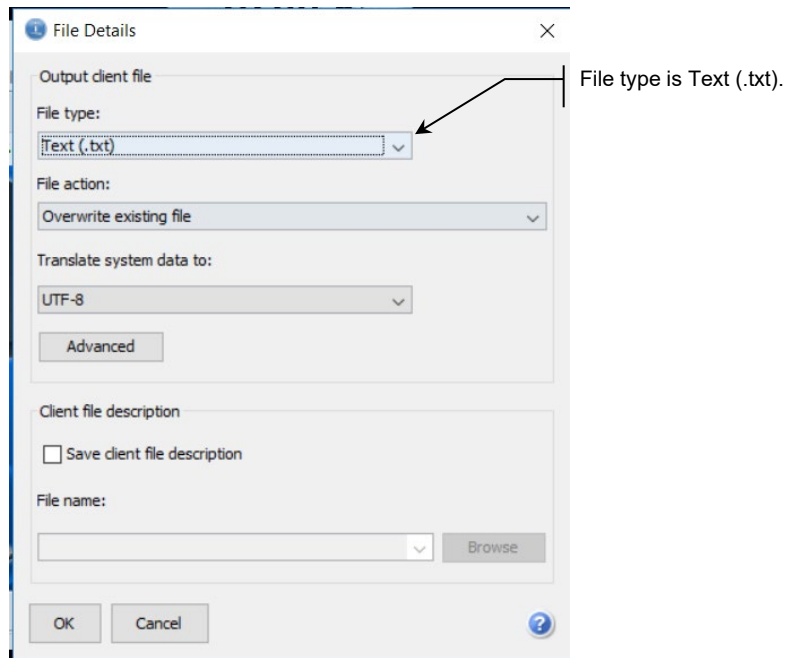 File Details
Output client file
File type is Text (.txt).
File type:
Text (.txt)
File action:
Overwrite existing file
Translate system data to:
UTF-8
Advanced
Client file description
Save client file description
File name:
Browse
OK
Cancel
?